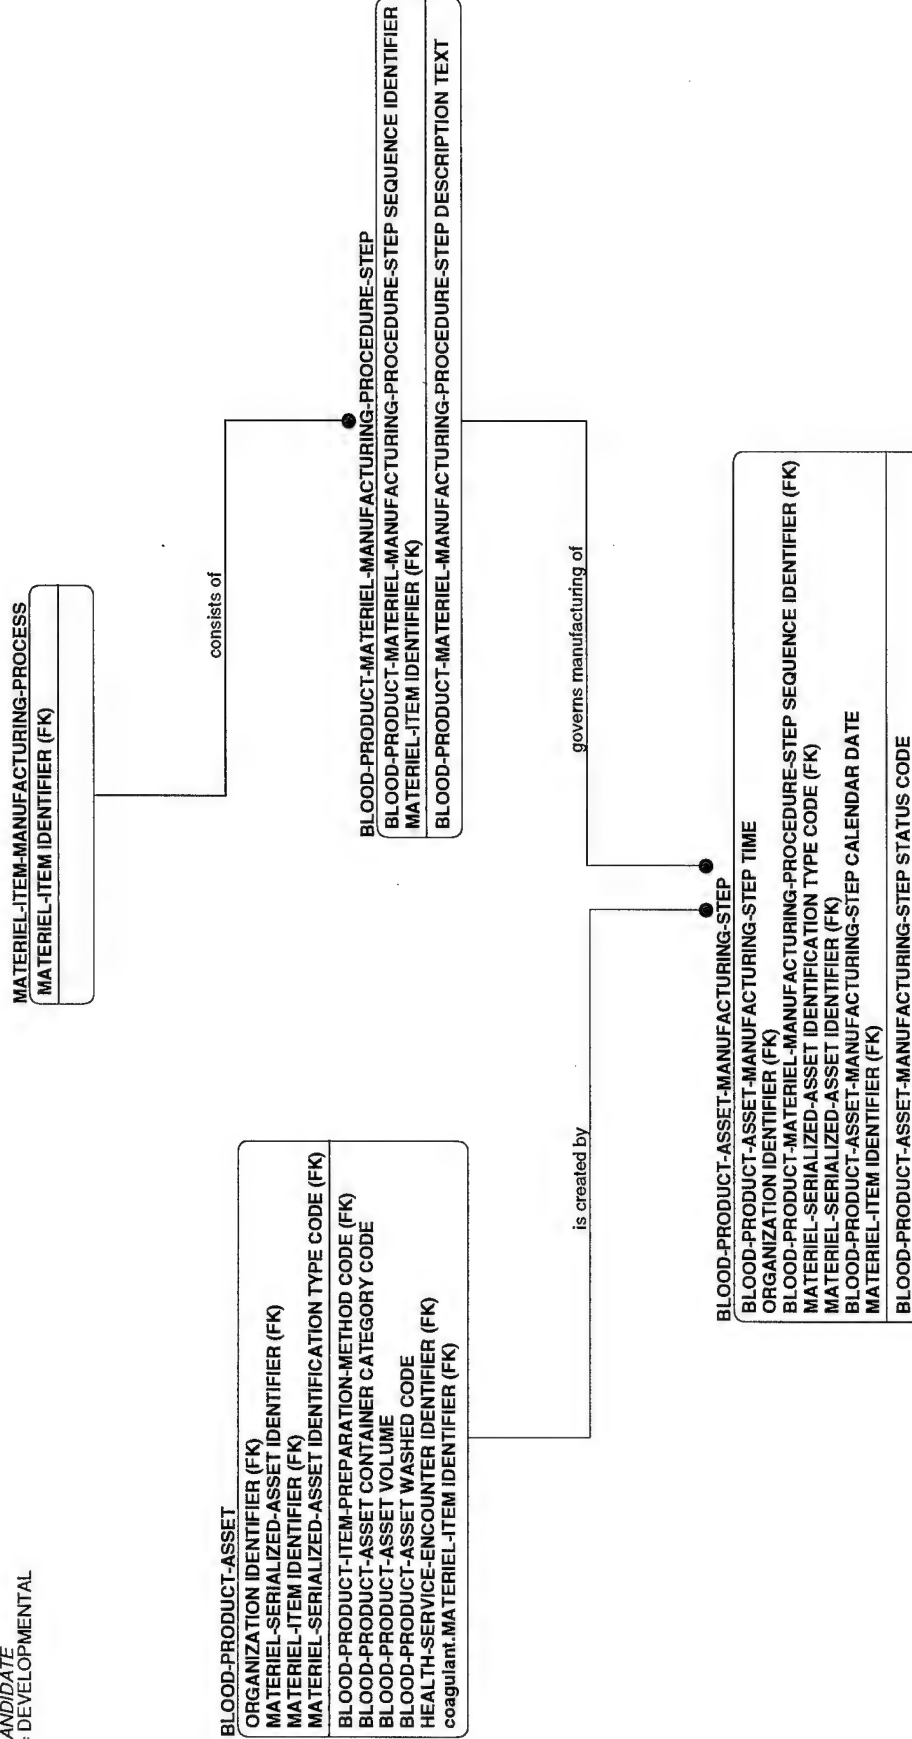 ANDIDATE
: DEVELOPMENTAL
MATERIEL-ITEM-MANUFACTURING-PROCESS
MATERIEL-ITEM IDENTIFIER (FK)
consists of
BLOOD-PRODUCT-MATERIEL-MANUFACTURING-PROCEDURE-STEP
BLOOD-PRODUCT-MATERIEL-MANUFACTURING-PROCEDURE-STEP SEQUENCE IDENTIFIER
MATERIEL-ITEM IDENTIFIER (FK)
BLOOD-PRODUCT-MATERIEL-MANUFACTURING-PROCEDURE-STEP DESCRIPTION TEXT
governs manufacturing of
BLOOD-PRODUCT-ASSET
ORGANIZATION IDENTIFIER (FK)
MATERIEL-SERIALIZED-ASSET IDENTIFIER (FK)
MATERIEL-ITEM IDENTIFIER (FK)
MATERIEL-SERIALIZED-ASSET IDENTIFICATION TYPE CODE (FK)
BLOOD-PRODUCT-ITEM-PREPARATION-METHOD CODE (FK)
BLOOD-PRODUCT-ASSET CONTAINER CATEGORY CODE
BLOOD-PRODUCT-ASSET VOLUME
BLOOD-PRODUCT-ASSET WASHED CODE
HEALTH-SERVICE-ENCOUNTER IDENTIFIER (FK)
coagulant.MATERIEL-ITEM IDENTIFIER (FK)
is created by
BLOOD-PRODUCT-ASSET-MANUFACTURING-STEP
BLOOD-PRODUCT-ASSET-MANUFACTURING-STEP TIME
ORGANIZATION IDENTIFIER (FK)
BLOOD-PRODUCT-MATERIEL-MANUFACTURING-PROCEDURE-STEP SEQUENCE IDENTIFIER (FK)
MATERIEL-SERIALIZED-ASSET IDENTIFICATION TYPE CODE (FK)
MATERIEL-SERIALIZED-ASSET IDENTIFIER (FK)
BLOOD-PRODUCT-ASSET-MANUFACTURING-STEP CALENDAR DATE
MATERIEL-ITEM IDENTIFIER (FK)
BLOOD-PRODUCT-ASSET-MANUFACTURING-STEP STATUS CODE